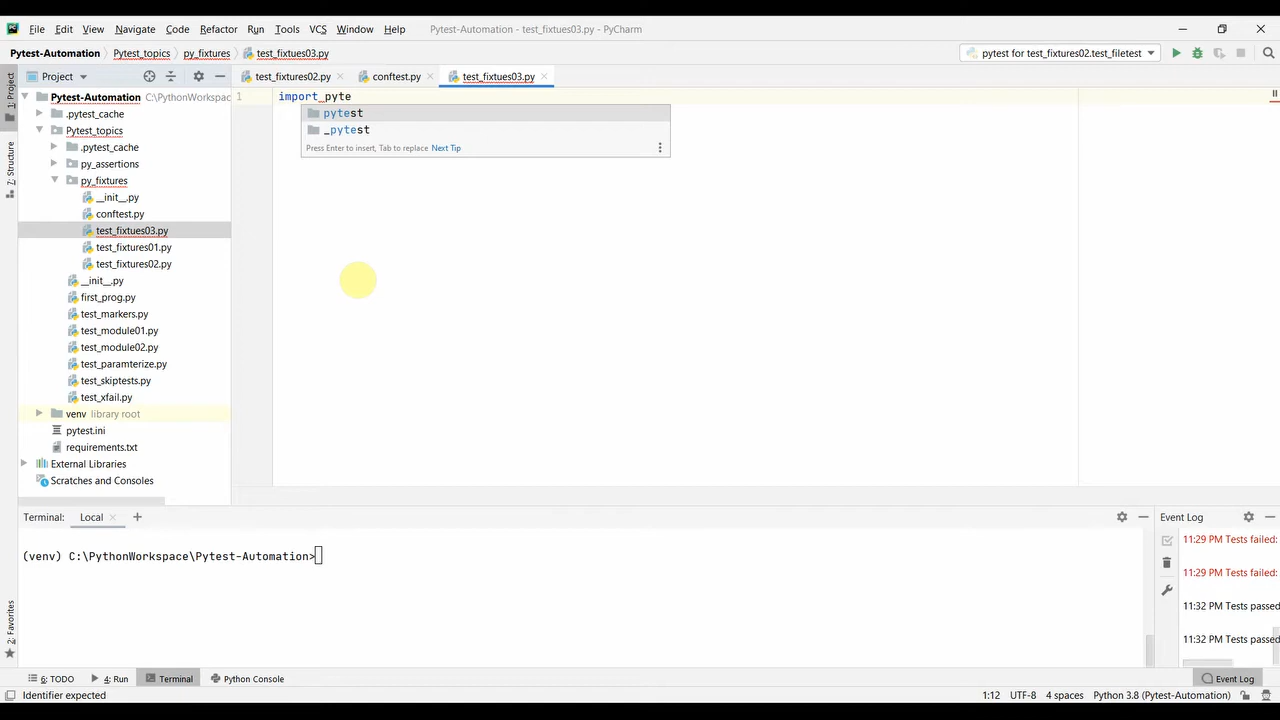 File Edit View Navigate Code Refactor Run Tools VCS Window Help Pytest-Automation - test_fixtues03.py - PyCharm
Pytest-Automation Pytest_topics py_fixtures test_fixtues03.py pytest for test_fixtures02.test_filetest
Project test_fixtures02.py conftest.py test_fixtues03.py
1: Project
7: Structure
2: Favorites
Pytest-Automation C:\PythonWorkspac
.pytest_cache
Pytest_topics
.pytest_cache
py_assertions
py_fixtures
__init__.py
conftest.py
test_fixtues03.py
test_fixtures01.py
test_fixtures02.py
__init__.py
first_prog.py
test_markers.py
test_module01.py
test_module02.py
test_paramterize.py
test_skiptests.py
test_xfail.py
venv library root
pytest.ini
requirements.txt
External Libraries
Scratches and Consoles
1 import pyte
pytest
_pytest
Press Enter to insert, Tab to replace Next Tip
Terminal: Local
(venv) C:\PythonWorkspace\Pytest-Automation>
Event Log
11:29 PM Tests failed:
11:29 PM Tests failed:
11:32 PM Tests passed
11:32 PM Tests passed
6: TODO 4: Run Terminal Python Console Event Log
Identifier expected 1:12 UTF-8 4 spaces Python 3.8 (Pytest-Automation)